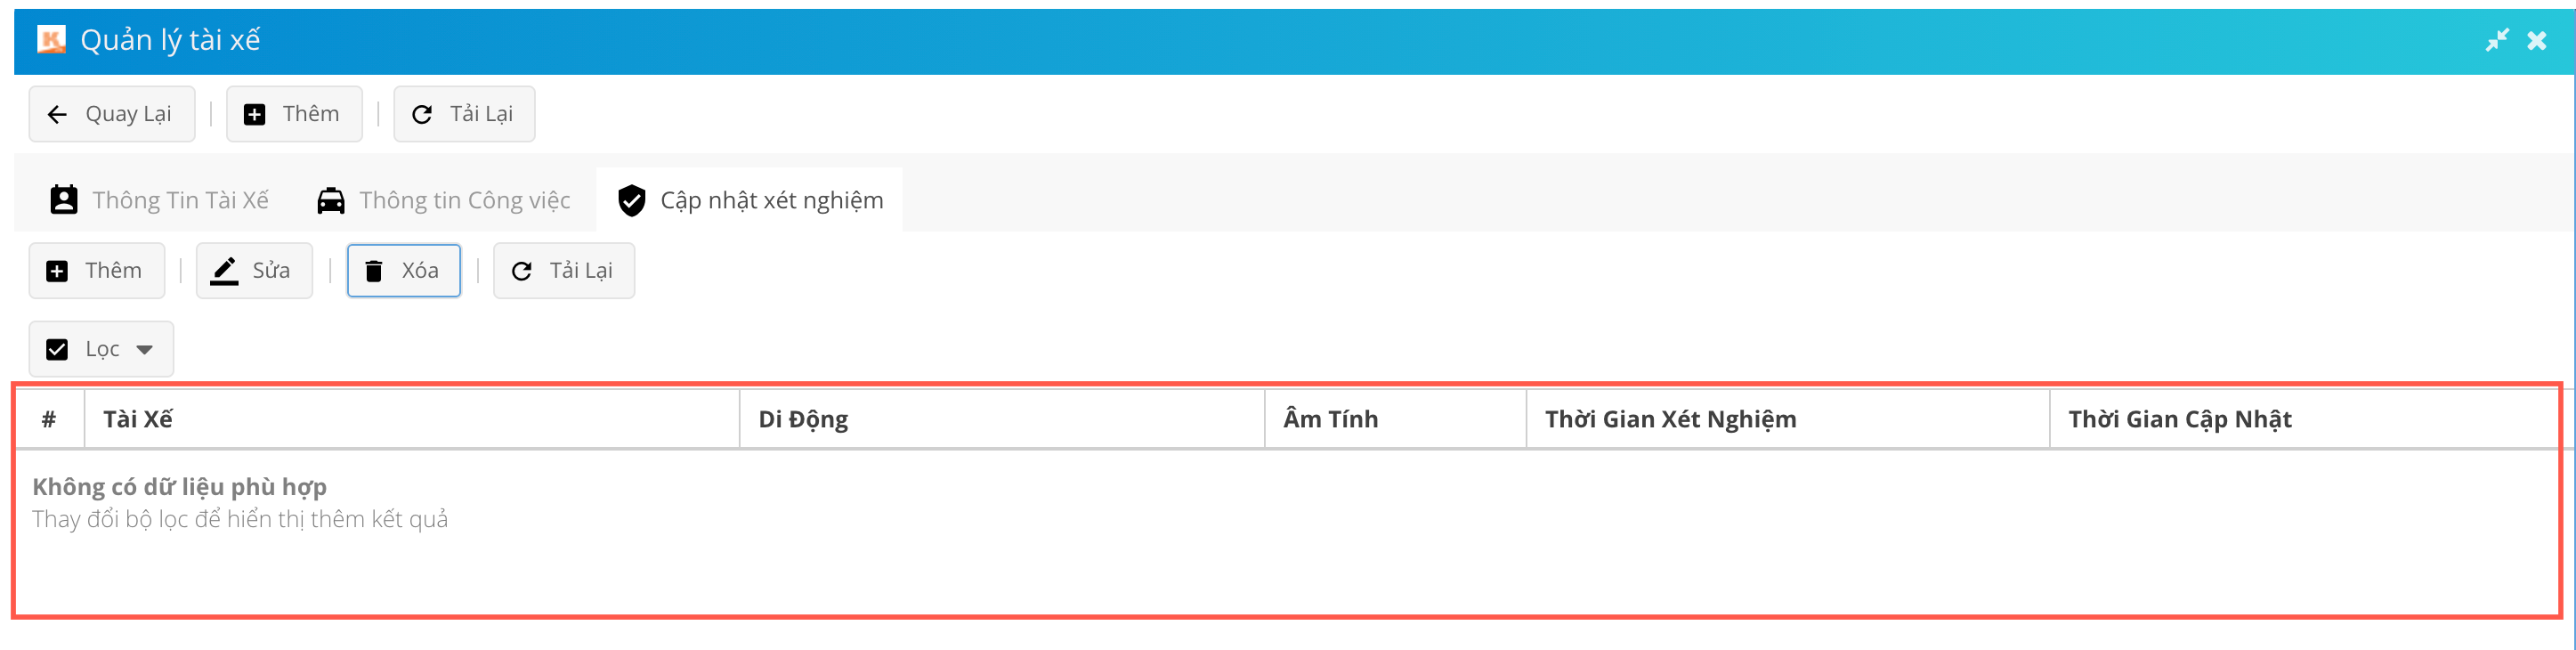 Quản lý tài xế
Quay Lại Thêm Tải Lại
Thông Tin Tài Xế Thông tin Công việc Cập nhật xét nghiệm
Thêm Sửa Xóa Tải Lại
Lọc
# Tài Xế Di Động Âm Tính Thời Gian Xét Nghiệm Thời Gian Cập Nhật
Không có dữ liệu phù hợp
Thay đổi bộ lọc để hiển thị thêm kết quả